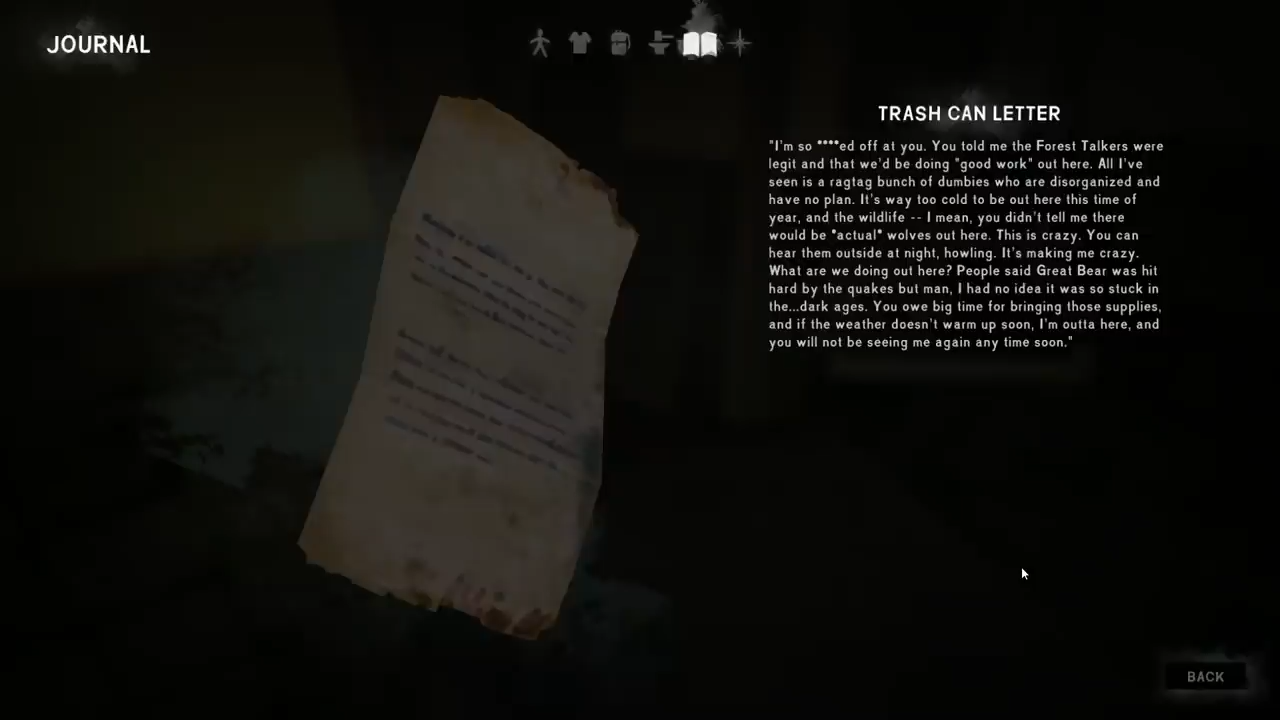 JOURNAL
TRASH CAN LETTER
"I'm so ****ed off at you. You told me the Forest Talkers were
legit and that we'd be doing "good work" out here. All I've
seen is a ragtag bunch of dumbies who are disorganized and
have no plan. It's way too cold to be out here this time of
year, and the wildlife -- I mean, you didn't tell me there
would be *actual* wolves out here. This is crazy. You can
hear them outside at night, howling. It's making me crazy.
What are we doing out here? People said Great Bear was hit
hard by the quakes but man, I had no idea it was so stuck in
the...dark ages. You owe big time for bringing those supplies,
and if the weather doesn't warm up soon, I'm outta here, and
you will not be seeing me again any time soon."
BACK